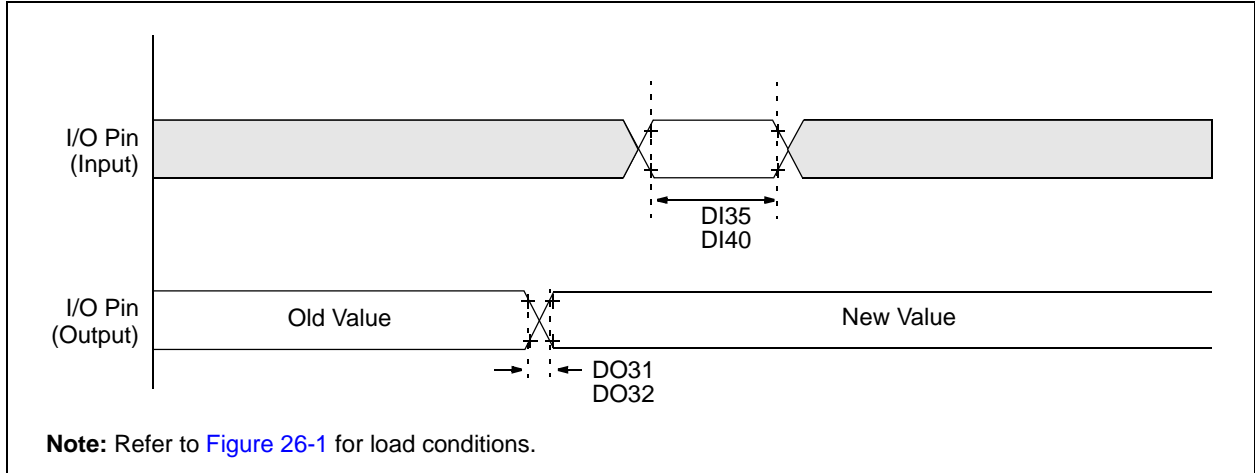 I/O Pin
(Input)
DI35
DI40
I/O Pin
(Output)
Old Value
New Value
DO31
DO32
Note: Refer to Figure 26-1 for load conditions.